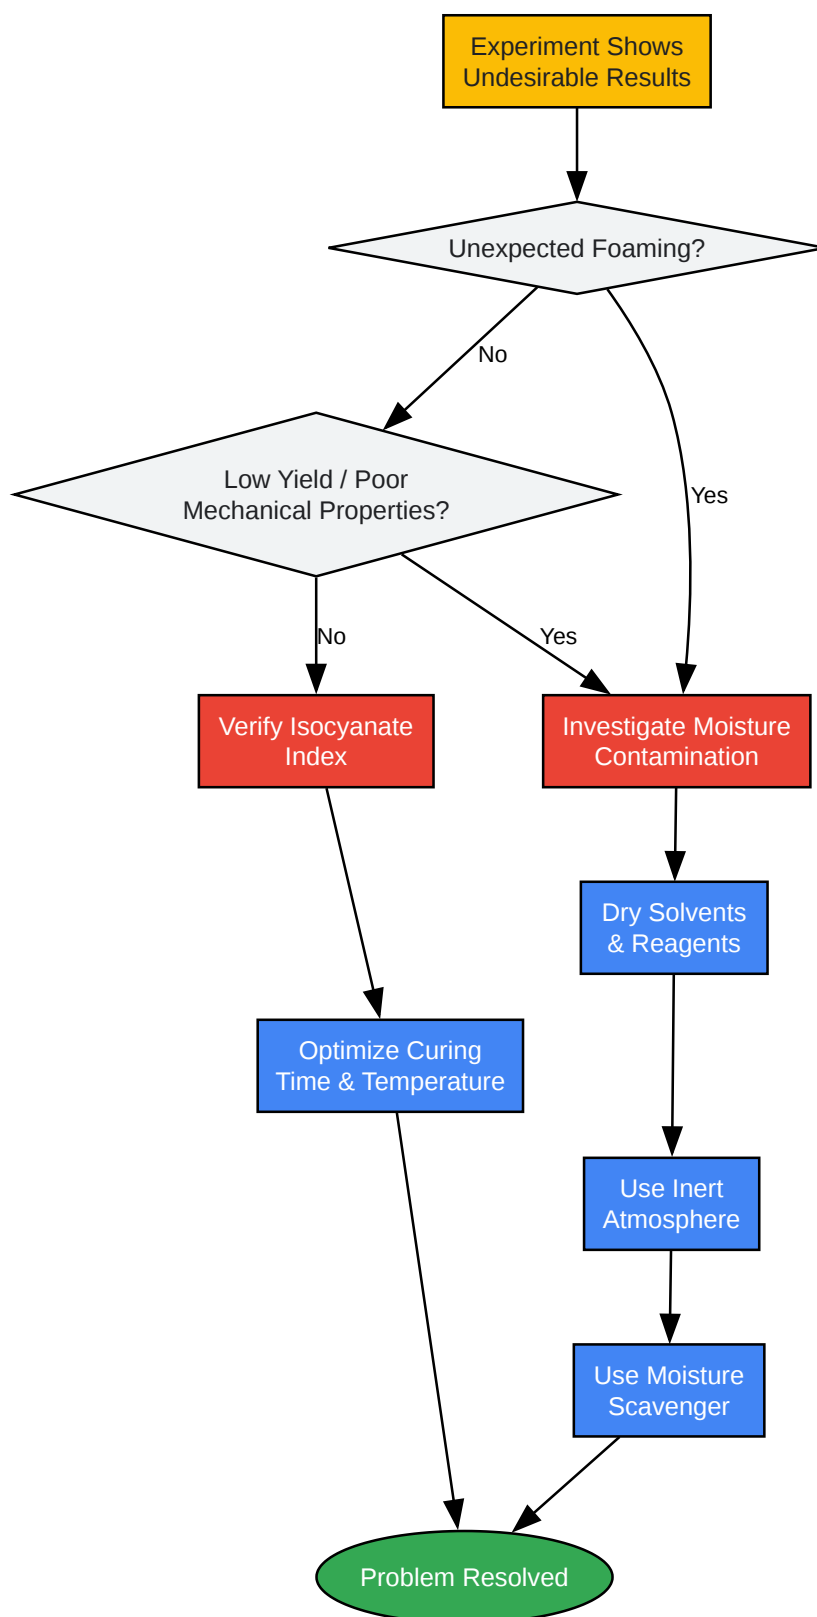 Experiment Shows
Undesirable Results
Unexpected Foaming?
No
Yes
Low Yield / Poor
Mechanical Properties?
No
Yes
Verify Isocyanate
Index
Investigate Moisture
Contamination
Dry Solvents
& Reagents
Optimize Curing
Time & Temperature
Use Inert
Atmosphere
Use Moisture
Scavenger
Problem Resolved